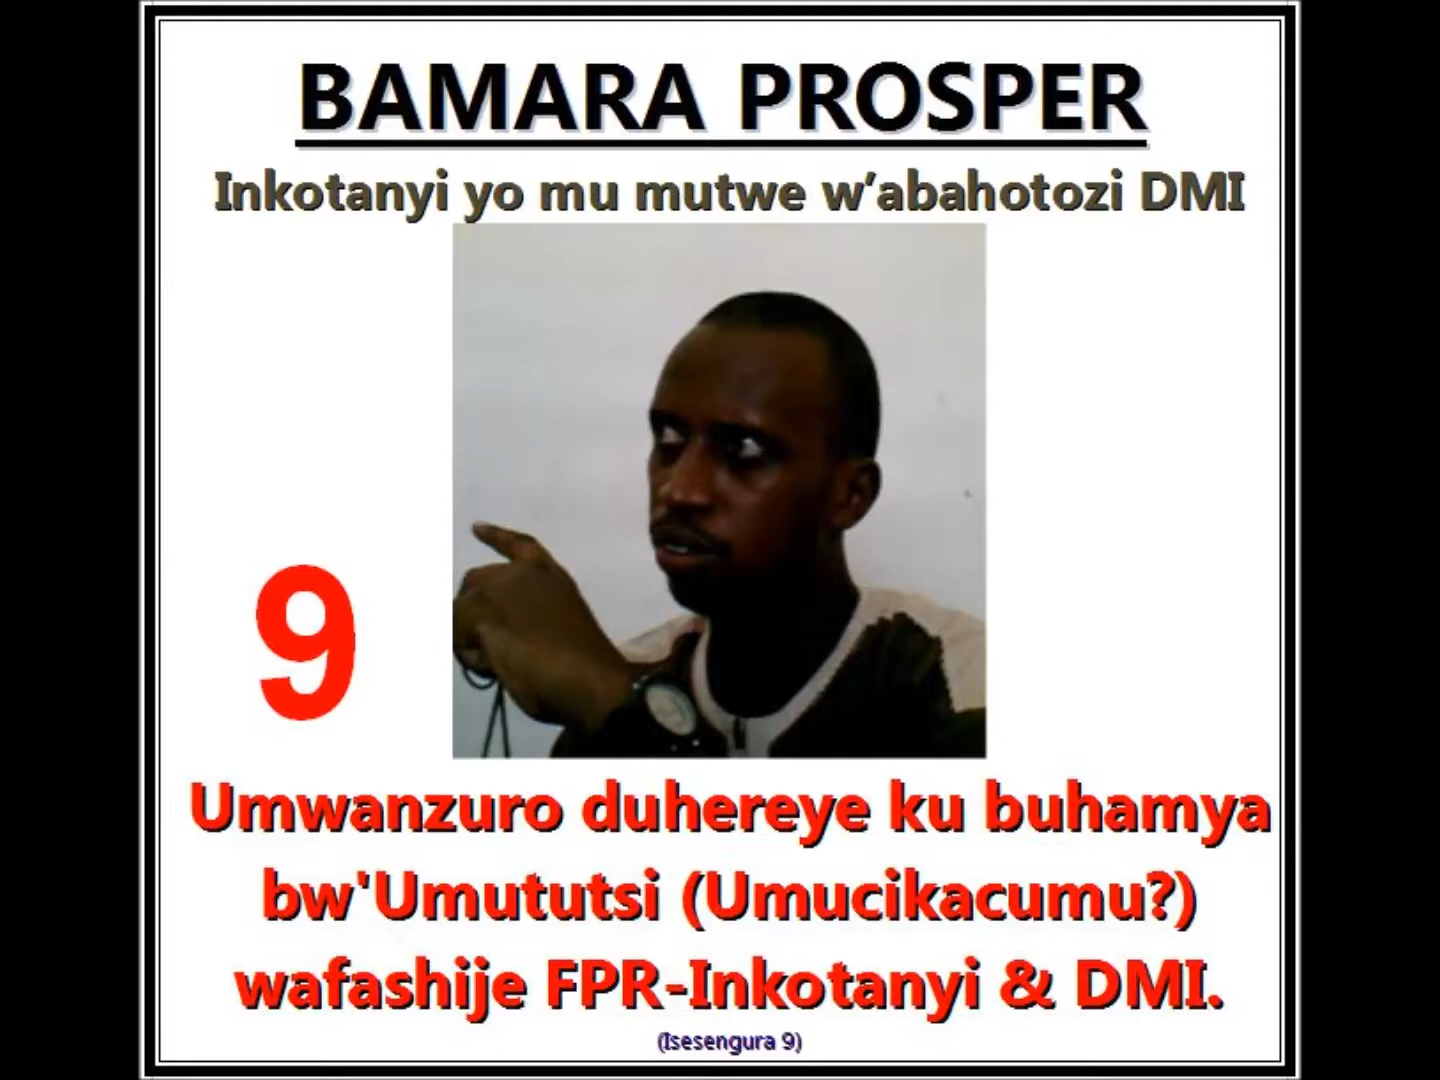 BAMARA PROSPER
Inkotanyi yo mu mutwe w’abahotozi DMI
9
Umwanzuro duhereye ku buhamya
bw'Umututsi (Umucikacumu?)
wafashije FPR-Inkotanyi & DMI.
(Isesengura 9)